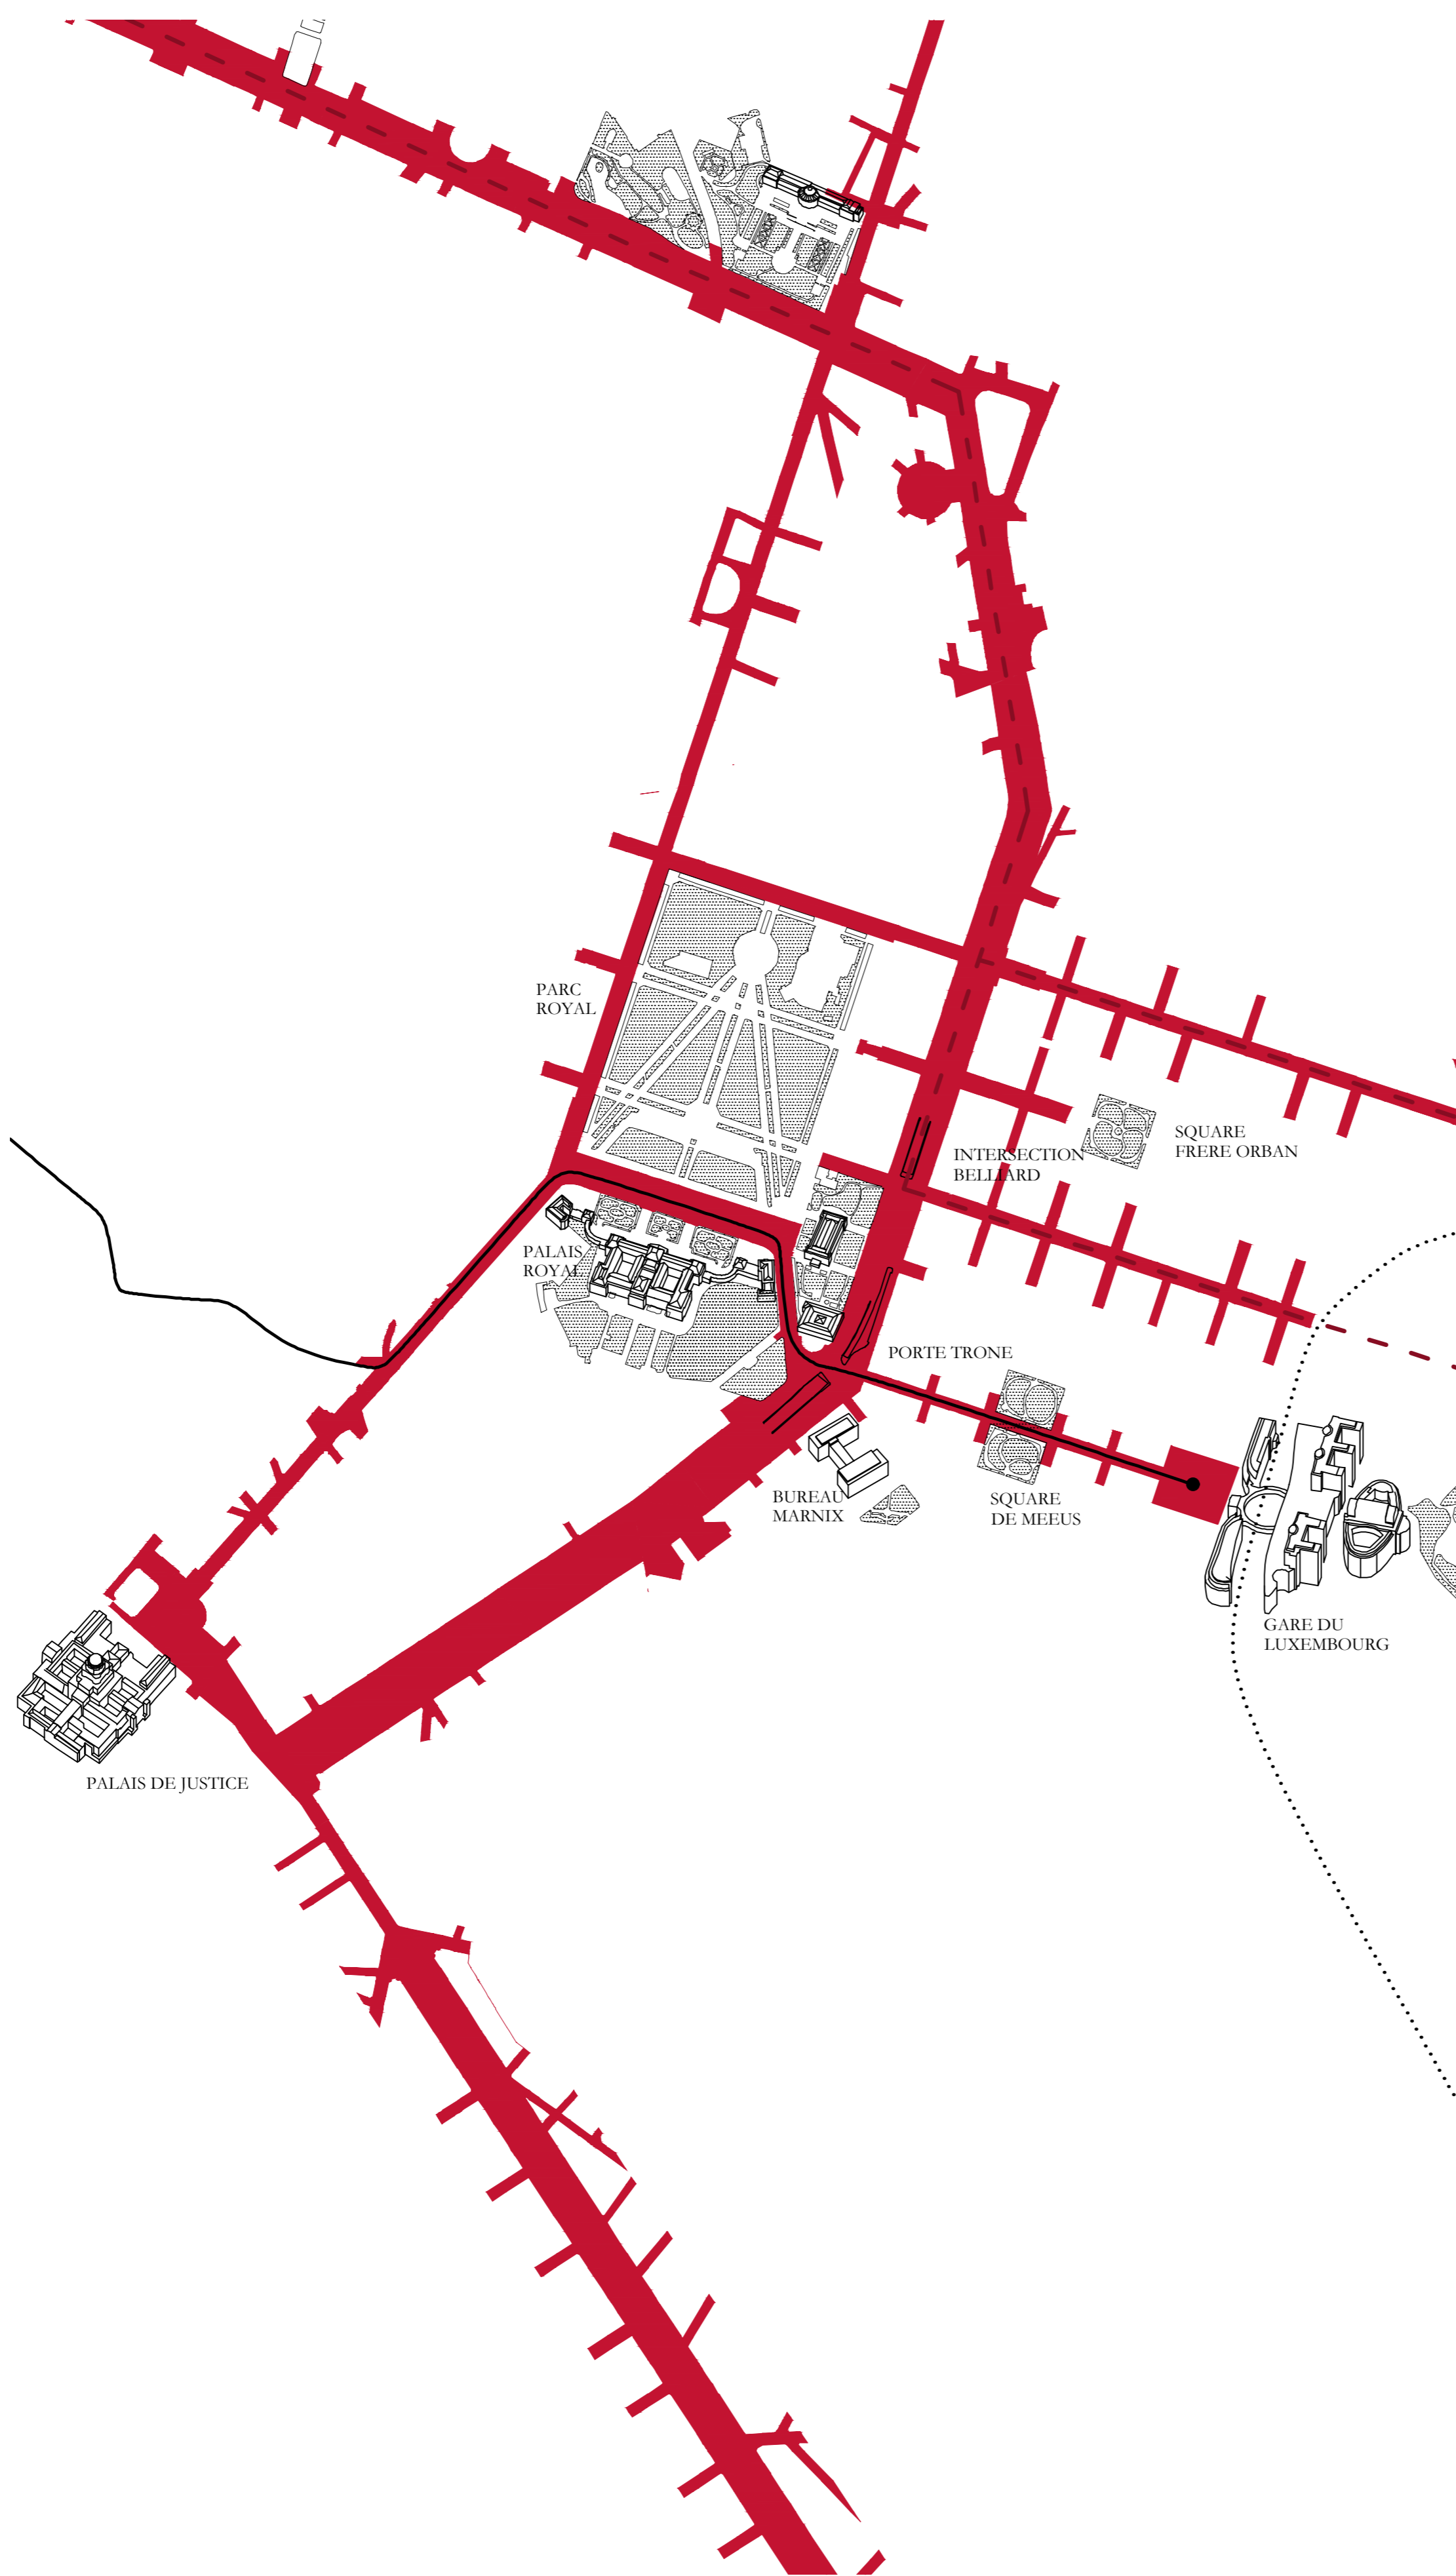 PARC
ROYAL
SQUARE
FRERE ORBAN
INTERSECTION
BELLIARD
PALAIS
ROYAL
PORTE TRONE
BUREAU
MARNIX
SQUARE
DE MEEUS
GARE DU
LUXEMBOURG
PALAIS DE JUSTICE